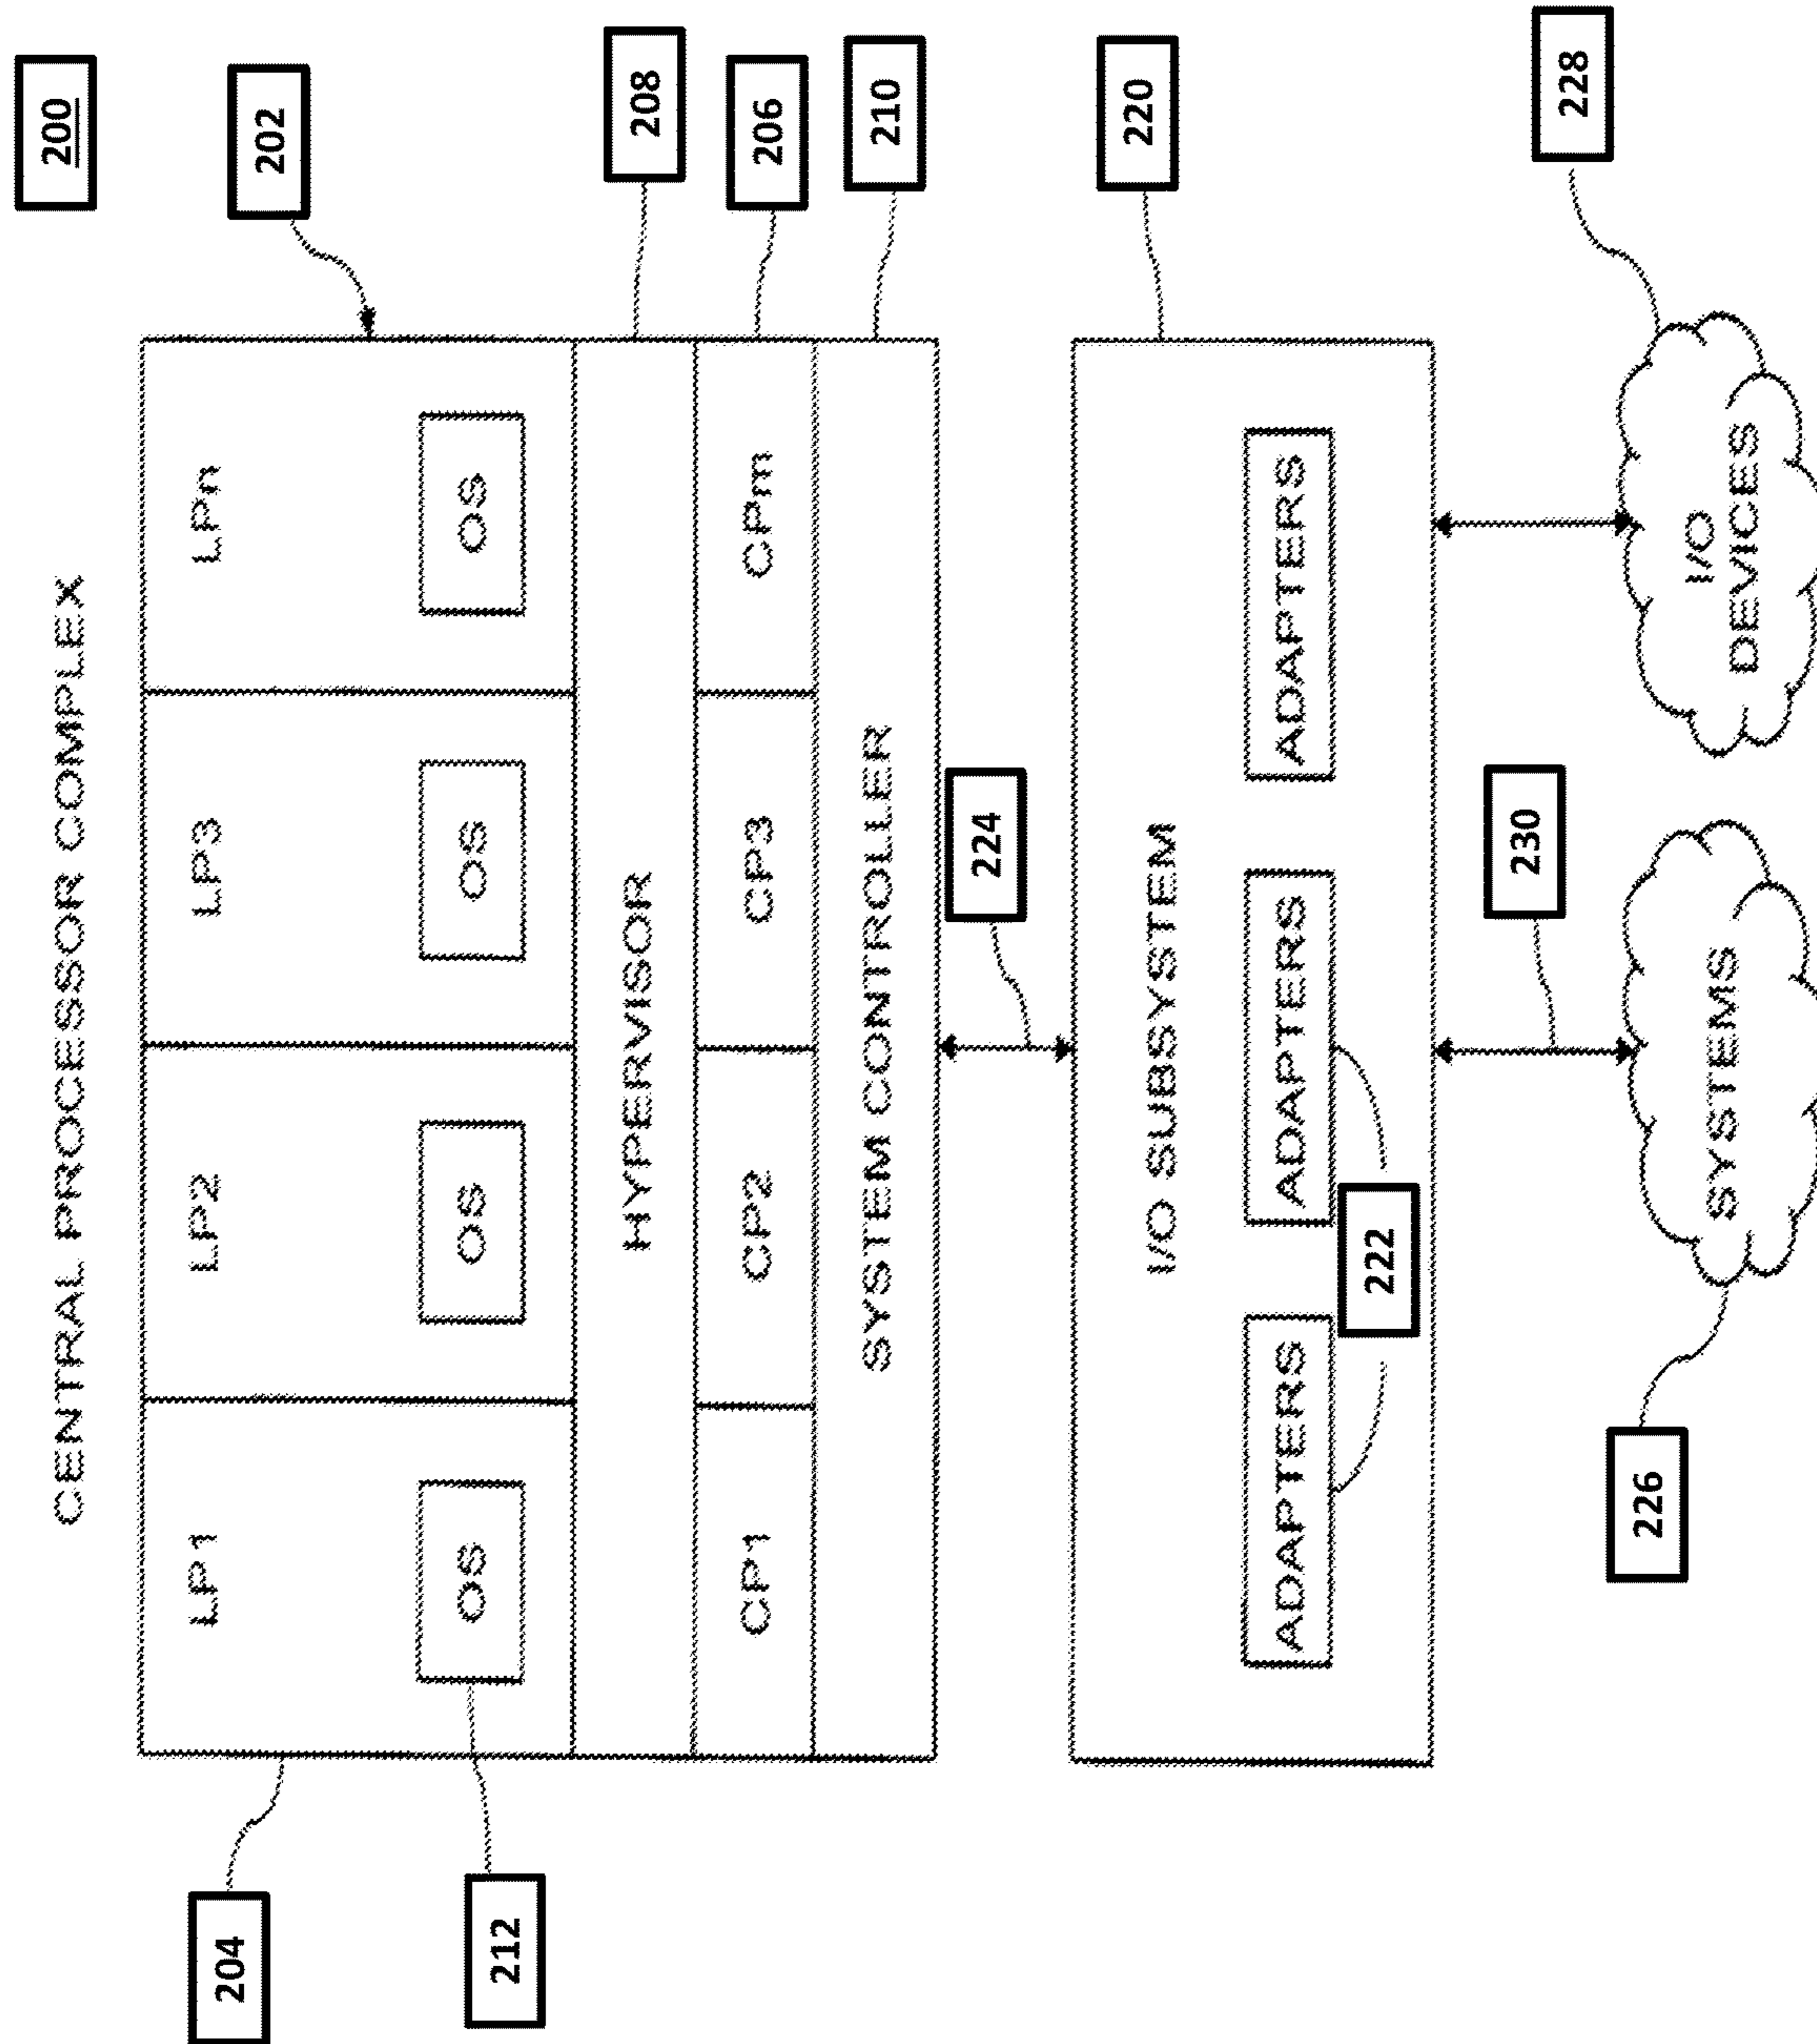 200
CENTRAL PROCESSOR COMPLEX
202
204
LP1
LP2
LP3
LPn
212
OS
OS
OS
OS
HYPERVISOR
208
CP1
CP2
CP3
CPm
206
SYSTEM CONTROLLER
210
224
220
I/O SUBSYSTEM
ADAPTERS
ADAPTERS
ADAPTERS
222
230
228
226
SYSTEMS
I/O
DEVICES